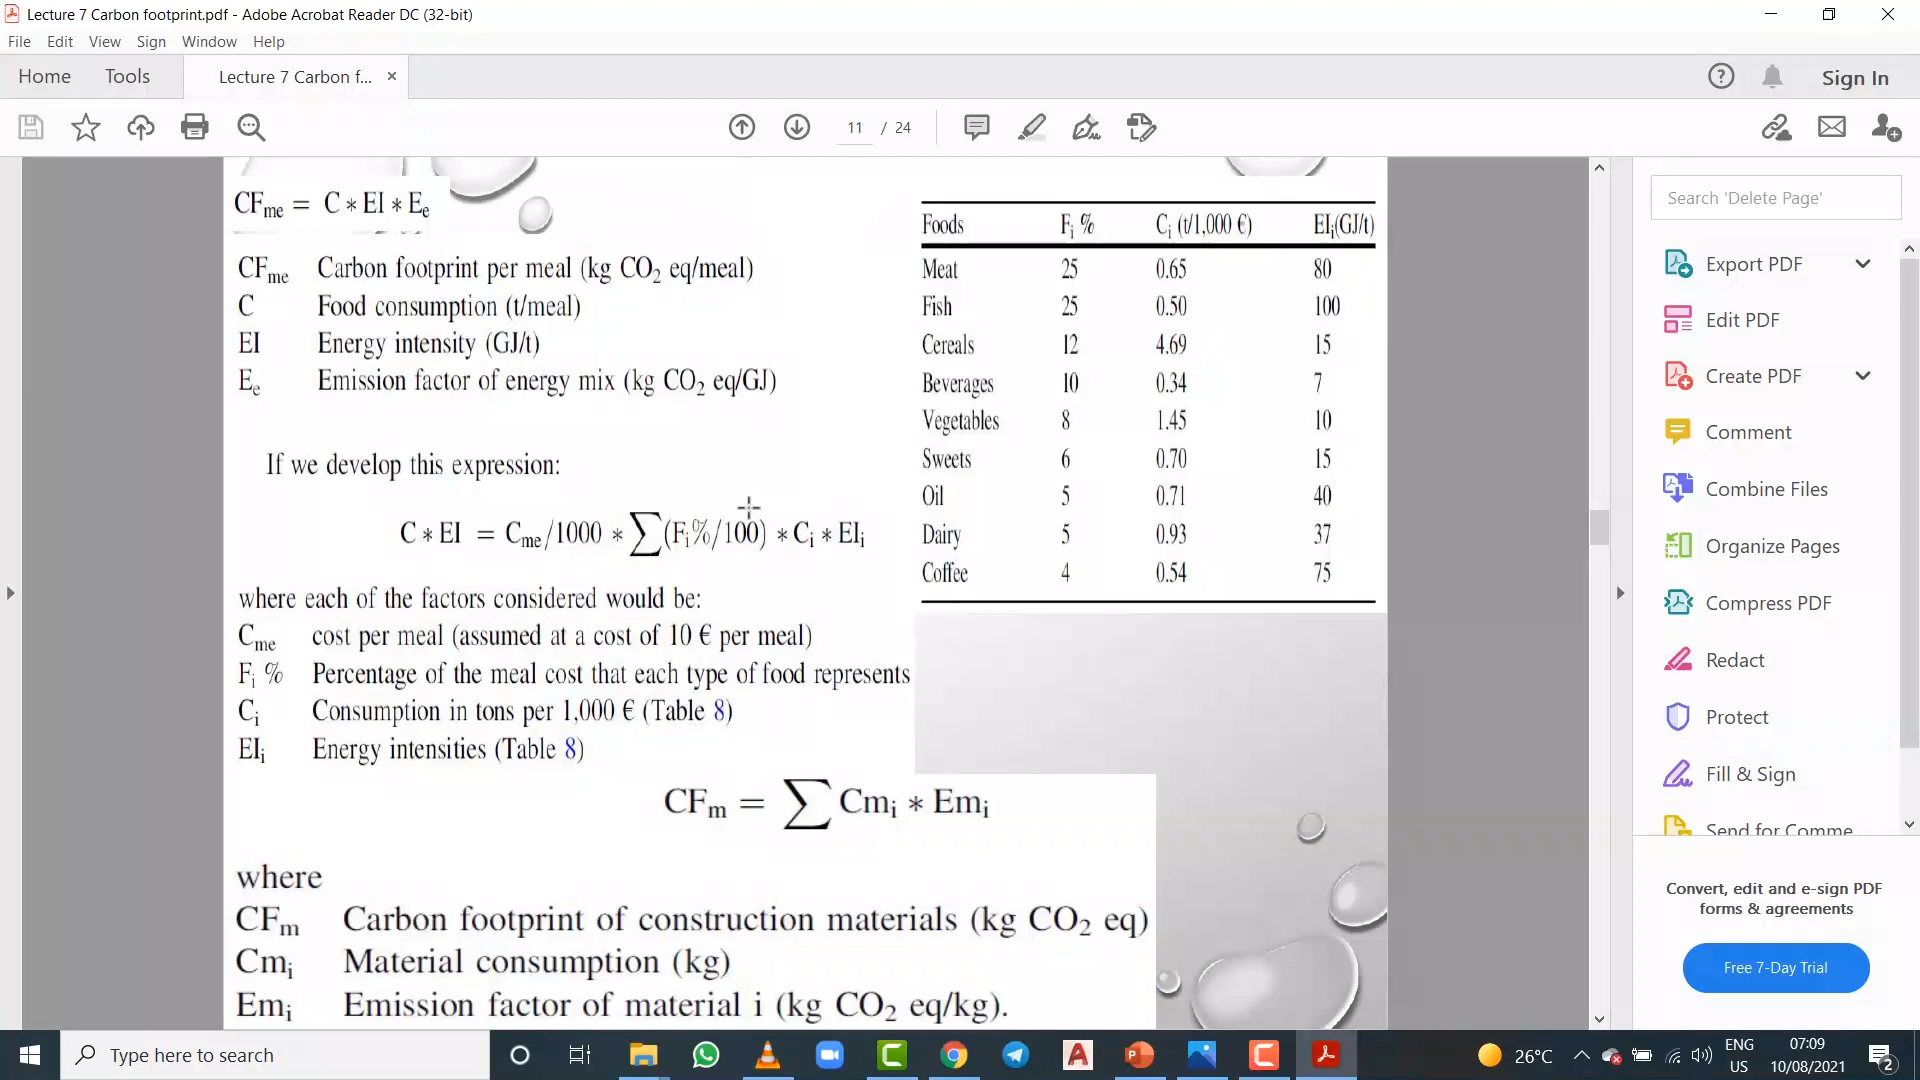 Lecture 7 Carbon footprint.pdf - Adobe Acrobat Reader DC (32-bit)
File Edit View Sign Window Help
Home Tools Lecture 7 Carbon f... × Sign In
11 / 24
CFme = C * EI * Ee
CFme Carbon footprint per meal (kg CO2 eq/meal)
C Food consumption (t/meal)
EI Energy intensity (GJ/t)
Ee Emission factor of energy mix (kg CO2 eq/GJ)
If we develop this expression:
C * EI = Cme/1000 * ∑(Fi%/100) * Ci * EIi
where each of the factors considered would be:
Cme cost per meal (assumed at a cost of 10 € per meal)
Fi % Percentage of the meal cost that each type of food represents
Ci Consumption in tons per 1,000 € (Table 8)
EIi Energy intensities (Table 8)
Foods Fi % Ci (t/1,000 €) EIi(GJ/t)
Meat 25 0.65 80
Fish 25 0.50 100
Cereals 12 4.69 15
Beverages 10 0.34 7
Vegetables 8 1.45 10
Sweets 6 0.70 15
Oil 5 0.71 40
Dairy 5 0.93 37
Coffee 4 0.54 75
CFm = ∑ Cmi * Emi
where
CFm Carbon footprint of construction materials (kg CO2 eq)
Cmi Material consumption (kg)
Emi Emission factor of material i (kg CO2 eq/kg).
Search 'Delete Page'
Export PDF
Edit PDF
Create PDF
Comment
Combine Files
Organize Pages
Compress PDF
Redact
Protect
Fill & Sign
Send for Comme
Convert, edit and e-sign PDF
forms & agreements
Free 7-Day Trial
Type here to search
26°C
ENG
US
07:09
10/08/2021
2